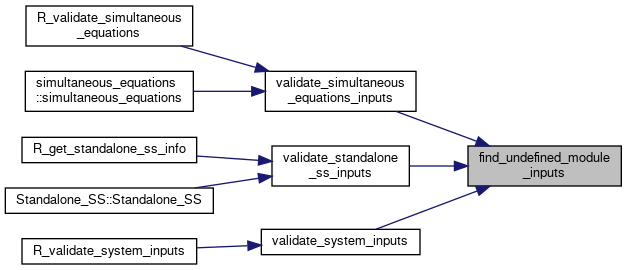 R_validate_simultaneous
_equations
simultaneous_equations
::simultaneous_equations
validate_simultaneous
_equations_inputs
R_get_standalone_ss_info
validate_standalone
_ss_inputs
find_undefined_module
_inputs
Standalone_SS::Standalone_SS
R_validate_system_inputs
validate_system_inputs